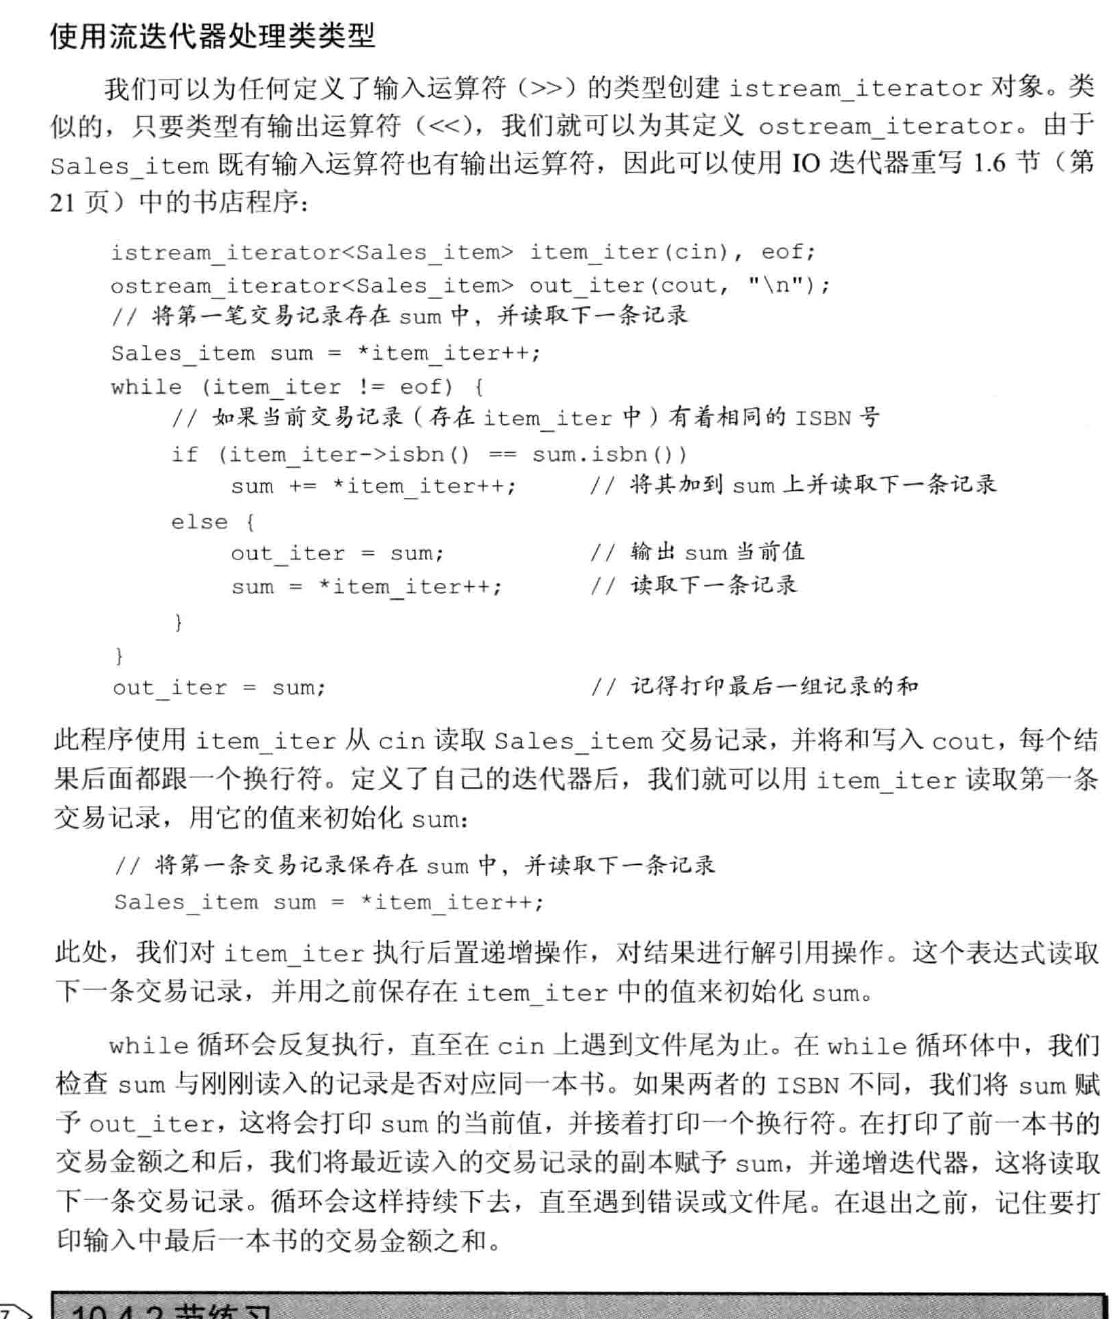 使用流迭代器处理类类型
我们可以为任何定义了输入运算符（>>）的类型创建 istream_iterator 对象。类
似的，只要类型有输出运算符（<<），我们就可以为其定义 ostream_iterator。由于
Sales_item 既有输入运算符也有输出运算符，因此可以使用 IO 迭代器重写 1.6 节（第
21 页）中的书店程序：
istream_iterator<Sales_item> item_iter(cin), eof;
ostream_iterator<Sales_item> out_iter(cout, "\n");
// 将第一笔交易记录存在 sum 中，并读取下一条记录
Sales_item sum = *item_iter++;
while (item_iter != eof) {
// 如果当前交易记录（存在 item_iter 中）有着相同的 ISBN 号
if (item_iter->isbn() == sum.isbn())
sum += *item_iter++; // 将其加到 sum 上并读取下一条记录
else {
out_iter = sum; // 输出 sum 当前值
sum = *item_iter++; // 读取下一条记录
}
}
out_iter = sum; // 记得打印最后一组记录的和
此程序使用 item_iter 从 cin 读取 Sales_item 交易记录，并将和写入 cout，每个结
果后面都跟一个换行符。定义了自己的迭代器后，我们就可以用 item_iter 读取第一条
交易记录，用它的值来初始化 sum：
// 将第一条交易记录保存在 sum 中，并读取下一条记录
Sales_item sum = *item_iter++;
此处，我们对 item_iter 执行后置递增操作，对结果进行解引用操作。这个表达式读取
下一条交易记录，并用之前保存在 item_iter 中的值来初始化 sum。
while 循环会反复执行，直至在 cin 上遇到文件尾为止。在 while 循环体中，我们
检查 sum 与刚刚读入的记录是否对应同一本书。如果两者的 ISBN 不同，我们将 sum 赋
予 out_iter，这将会打印 sum 的当前值，并接着打印一个换行符。在打印了前一本书的
交易金额之和后，我们将最近读入的交易记录的副本赋予 sum，并递增迭代器，这将读取
下一条交易记录。循环会这样持续下去，直至遇到错误或文件尾。在退出之前，记住要打
印输入中最后一本书的交易金额之和。
10.4.2 节练习